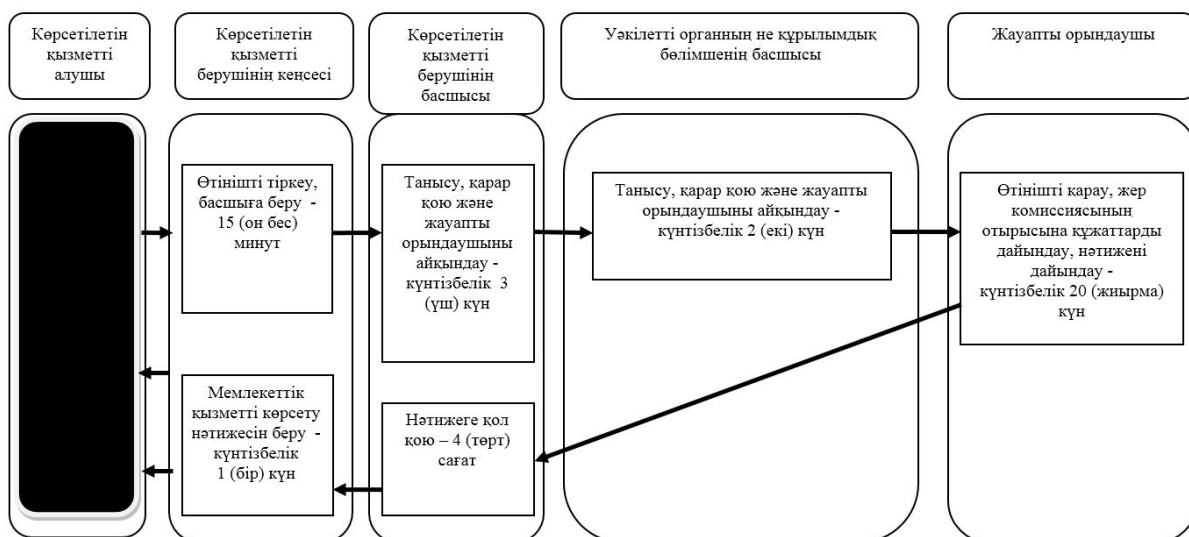 Көрсетілетін
қызметті
алушы
Көрсетілетін
қызметті
берушінің кеңсесі
Көрсетілетін
қызметті
берушінің
басшысы
Уәкілетті органның не құрылымдық
бөлімшенің басшысы
Жауапты орындаушы
Өтінішті тіркеу,
басшыға беру -
15 (он бес)
минут
Танысу, қарар
қою және
жауапты
орындаушыны
айқындау -
күнтізбелік 3
(үш) күн
Танысу, қарар қою және жауапты
орындаушыны айқындау -
күнтізбелік 2 (екі) күн
Өтінішті қарау, жер
комиссиясының
отырысына құжаттарды
дайындау, нәтижені
дайындау -
күнтізбелік 20 (жиырма)
күн
Мемлекеттік
қызметті көрсету
нәтижесін беру -
күнтізбелік
1 (бір) күн
Нәтижеге қол
қою – 4 (төрт)
сағат